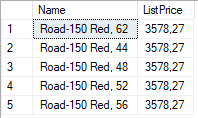 Name ListPrice
1 Road-150 Red, 62 3578,27
2 Road-150 Red, 44 3578,27
3 Road-150 Red, 48 3578,27
4 Road-150 Red, 52 3578,27
5 Road-150 Red, 56 3578,27